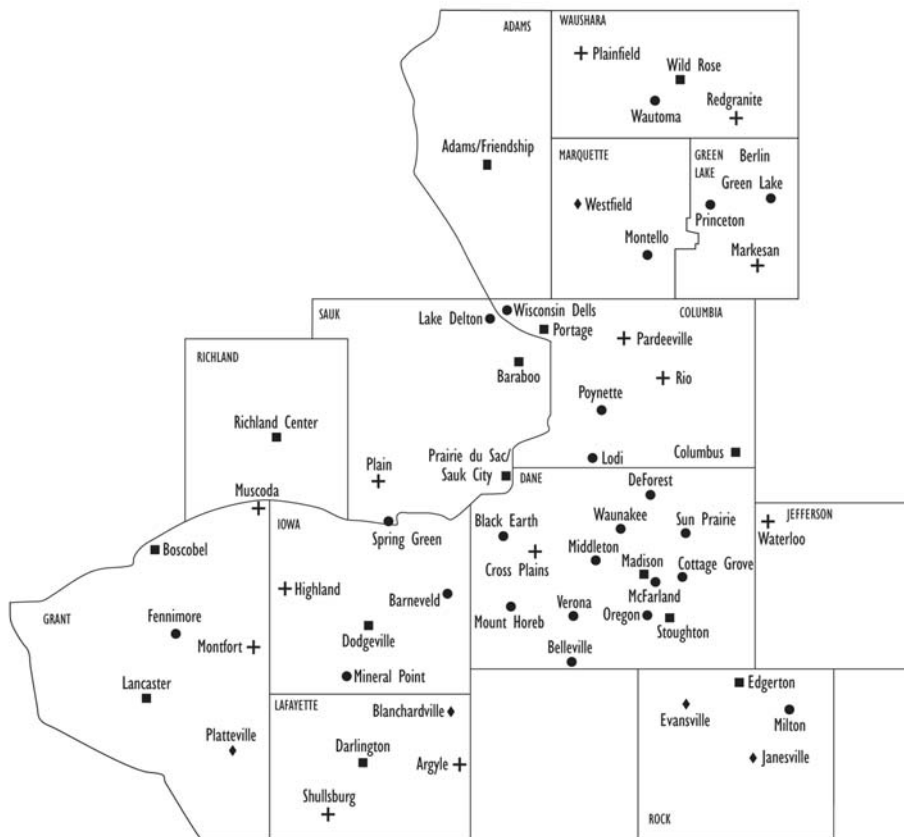 ADAMS
WAUSHARA
Plainfield
Wild Rose
Wautoma
Redgranite
Adams/Friendship
MARQUETTE
GREEN
LAKE
Berlin
Green Lake
Westfield
Princeton
Montello
Markesan
SAUK
Lake Delton
Wisconsin Dells
COLUMBIA
Portage
Pardeeville
RICHLAND
Baraboo
Rio
Poynette
Richland Center
Plain
Prairie du Sac/
Sauk City
Lodi
Columbus
DANE
DeForest
Muscoda
IOWA
Spring Green
Black Earth
Waunakee
Sun Prairie
JEFFERSON
Waterloo
Boscobel
Cross Plains
Middleton
Madison
Cottage Grove
Highland
Barneveld
McFarland
GRANT
Fennimore
Mount Horeb
Verona
Oregon
Stoughton
Montfort
Dodgeville
Belleville
Mineral Point
Lancaster
LAFAYETTE
Blanchardville
Edgerton
Evansville
Milton
Platteville
Darlington
Argyle
Janesville
Shullsburg
ROCK